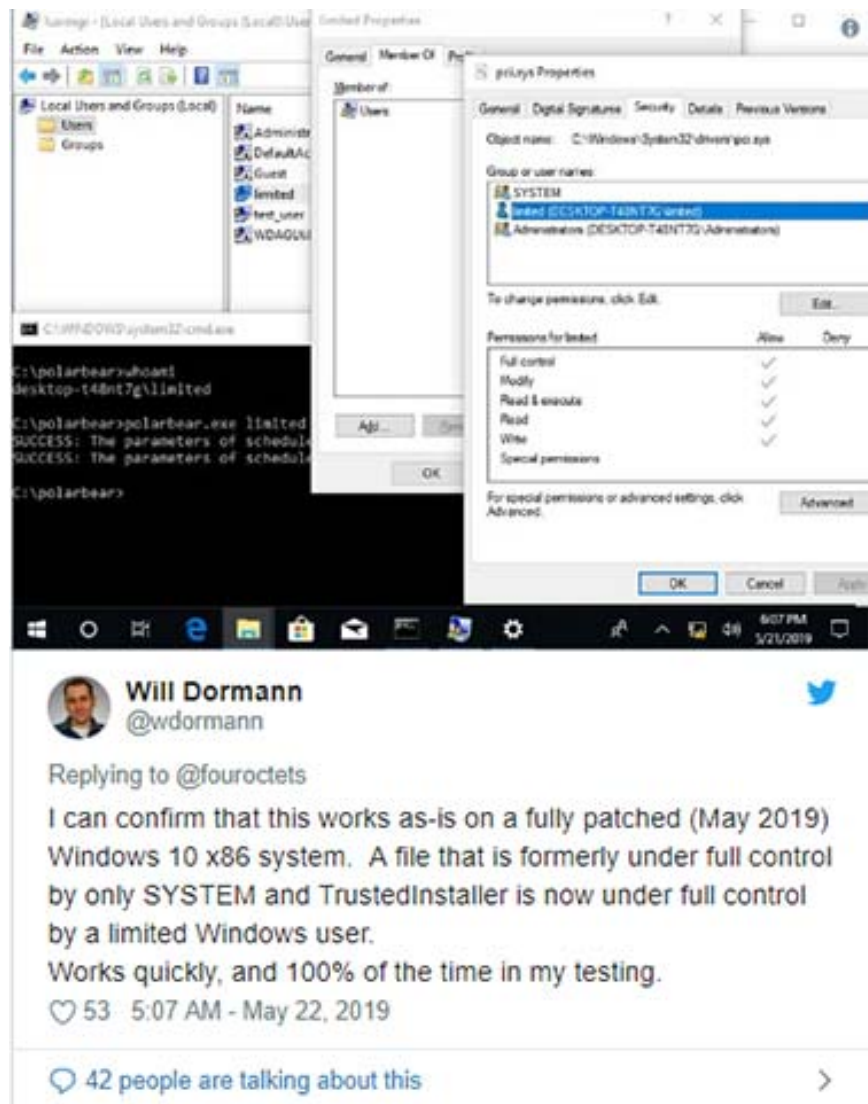 (Local Users and Groups (Local)\User
limited Properties
File Action View Help
General Member Of
pci.sys Properties
Local Users and Groups (Local)
Users
Groups
Name
Guest
limited
test_user
Member of:
Users
General Digital Signatures Security Details Previous Versions
Object name: C:\Windows\System32\drivers\pci.sys
Group or user names:
SYSTEM
limited (DESKTOP-T48NT7G\limited)
Administrators (DESKTOP-T48NT7G\Administrators)
To change permissions, click Edit.
Edit...
Permissions for limited Allow Deny
Full control
Modify
Read & execute
Read
Write
Special permissions
For special permissions or advanced settings, click
Advanced.
Advanced
OK Cancel Apply
Add...
OK
C:\WINDOWS\system32\cmd.exe
C:\polarbear>whoami
desktop-t48nt7g\limited
C:\polarbear>polarbear.exe limited
SUCCESS: The parameters of schedule
SUCCESS: The parameters of schedule
C:\polarbear>
6:07 PM
5/21/2019
Will Dormann
@wdormann
Replying to @fouroctets
I can confirm that this works as-is on a fully patched (May 2019)
Windows 10 x86 system. A file that is formerly under full control
by only SYSTEM and TrustedInstaller is now under full control
by a limited Windows user.
Works quickly, and 100% of the time in my testing.
53 5:07 AM - May 22, 2019
42 people are talking about this